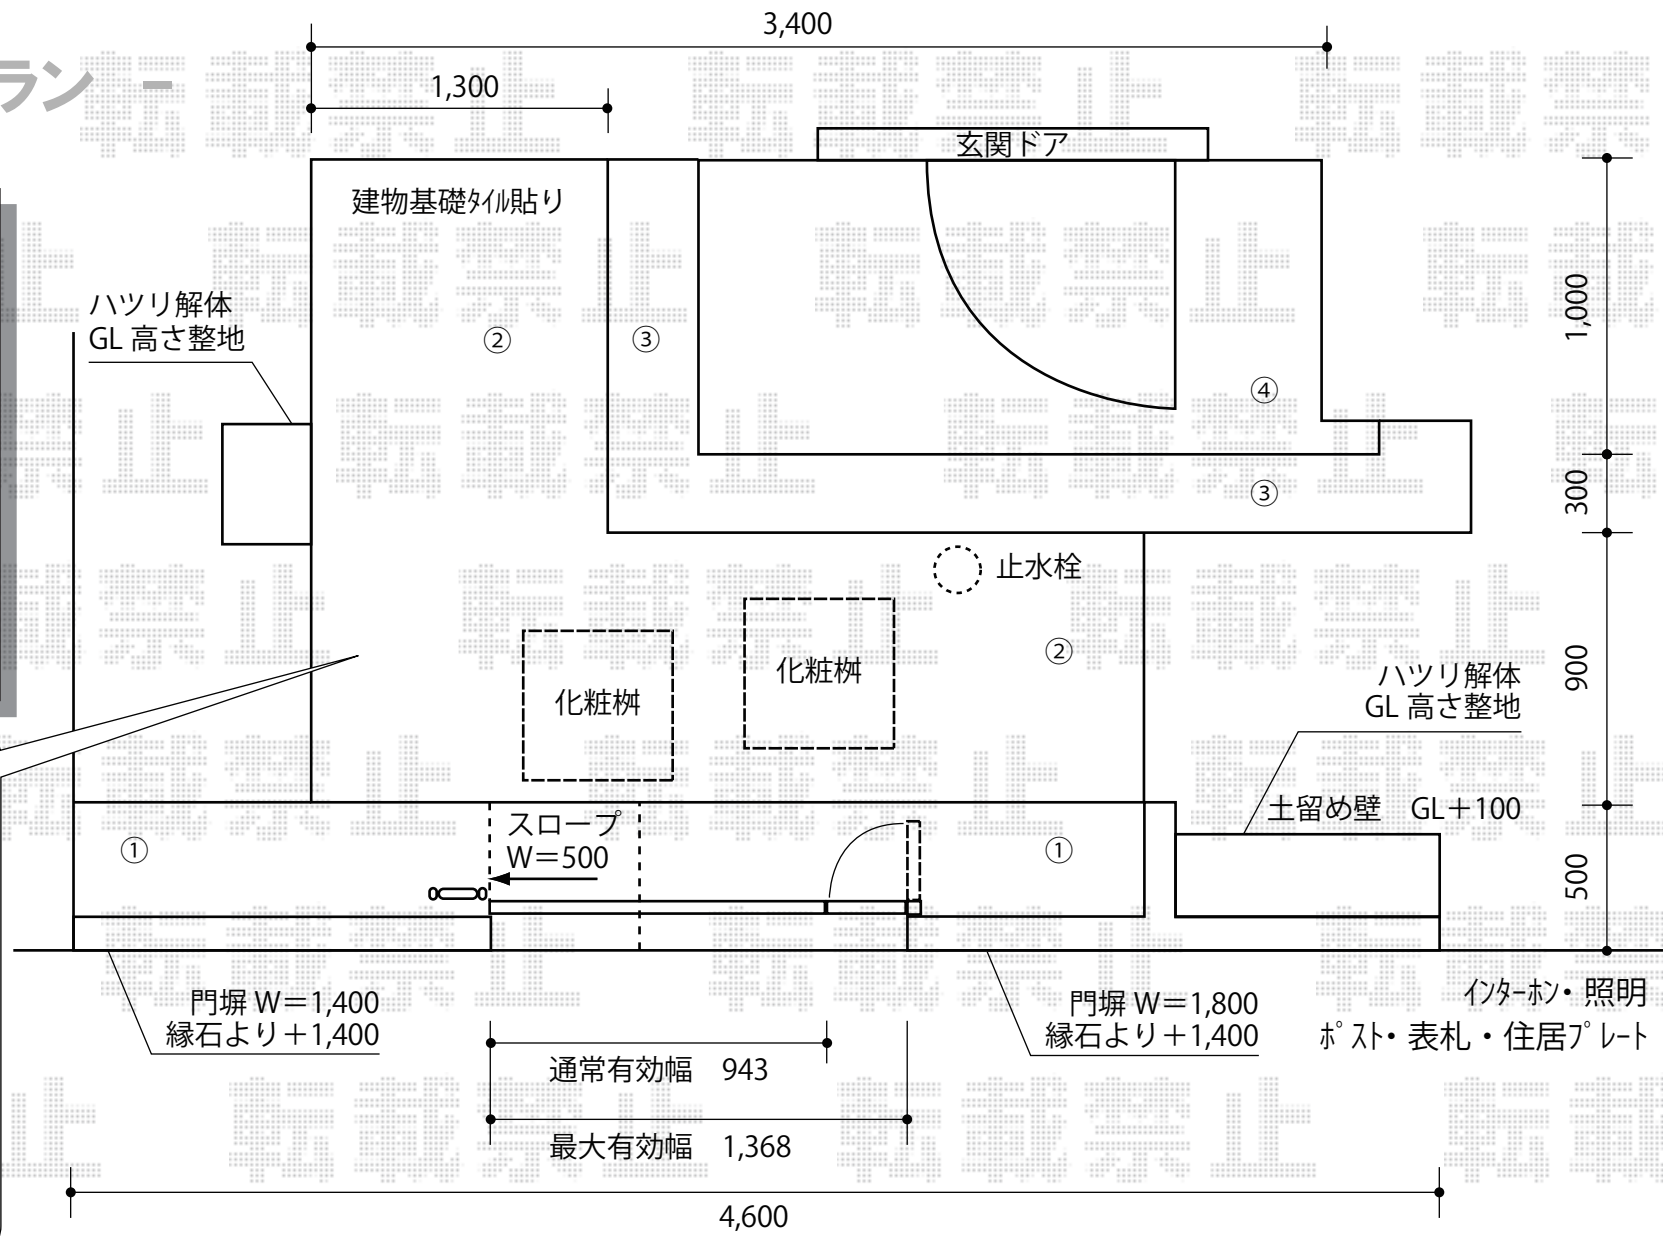 3,400
ラン －
1,300
玄関ドア
建物基礎ﾀｲﾙ貼り
ハツリ解体
GL 高さ整地
1,000
②
③
④
③
300
止水栓
②
900
化粧桝
化粧桝
ハツリ解体
GL 高さ整地
土留め壁 GL＋100
スロープ
W＝500
①
①
500
門塀 W＝1,400
縁石より＋1,400
門塀 W＝1,800
縁石より＋1,400
ｲﾝﾀｰﾎﾝ・照明
ﾎﾟｽﾄ・表札・住居ﾌﾟﾚｰﾄ
通常有効幅 943
最大有効幅 1,368
4,600
転載禁止